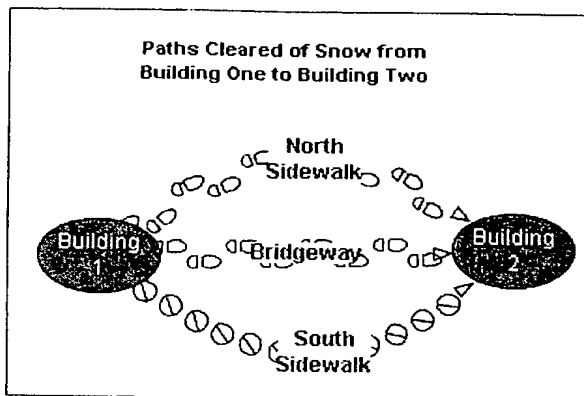 Paths Cleared of Snow from
Building One to Building Two
North
Sidewalk
Building
1
Bridgeway
Building
2
South
Sidewalk